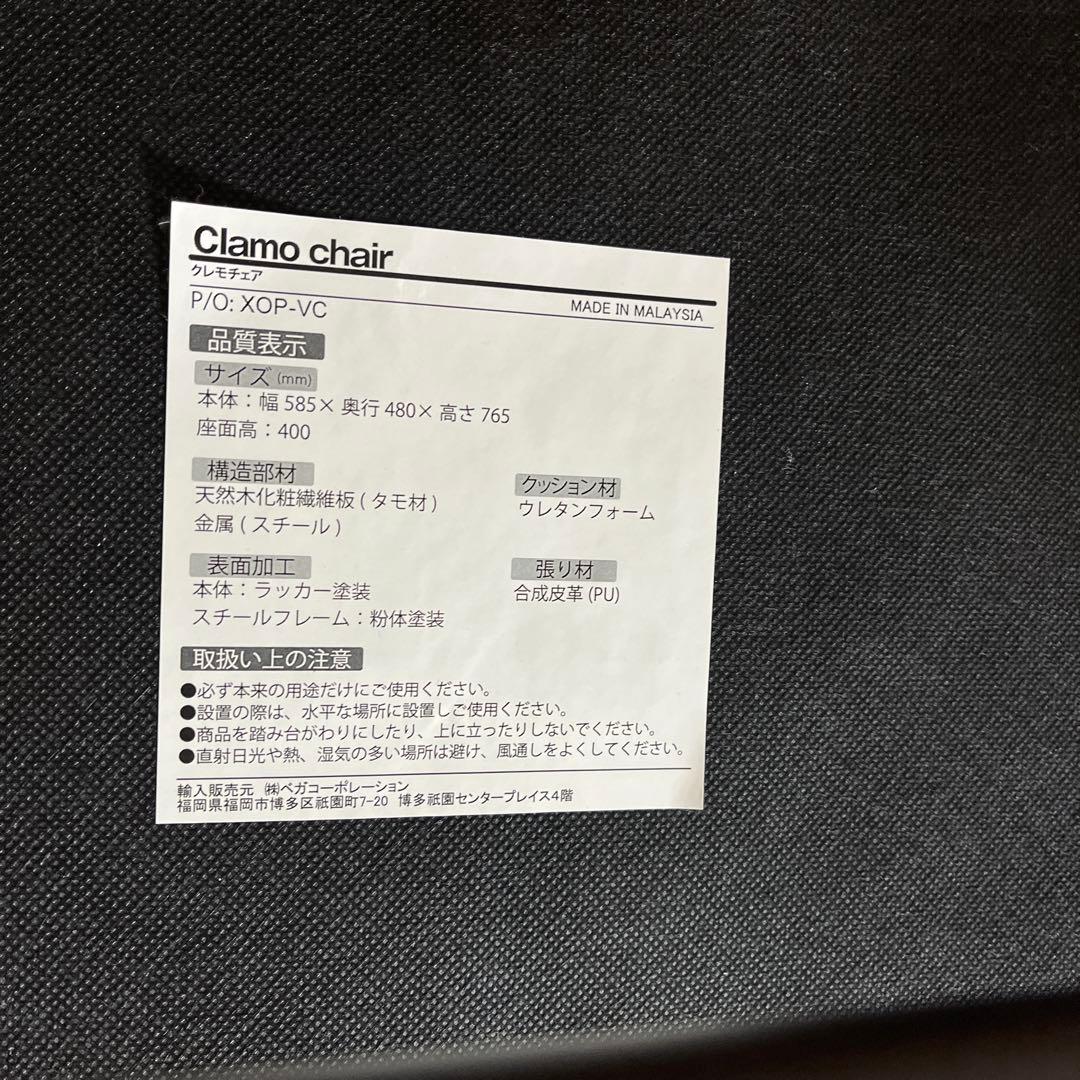 Clamo chair
クレモチェア
P/O: XOP-VC
MADE IN MALAYSIA
品質表示
サイズ (mm)
本体：幅 585× 奥行 480× 高さ 765
座面高：400
構造部材
天然木化粧繊維板 ( タモ材 )
金属 ( スチール )
クッション材
ウレタンフォーム
表面加工
本体：ラッカー塗装
スチールフレーム：粉体塗装
張り材
合成皮革 (PU)
取扱い上の注意
●必ず本来の用途だけにご使用ください。
●設置の際は、水平な場所に設置しご使用ください。
●商品を踏み台がわりにしたり、上に立ったりしないでください。
●直射日光や熱、湿気の多い場所は避け、風通しをよくしてください。
輸入販売元 ㈱ベガコーポレーション
福岡県福岡市博多区祇園町7-20 博多祇園センタープレイス4階